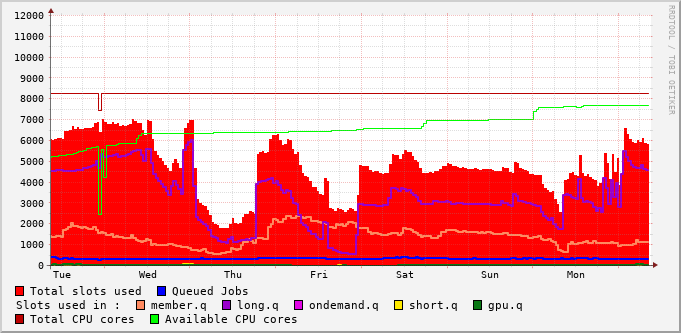 12000
11000
10000
9000
8000
7000
6000
5000
4000
3000
2000
1000
0
Tue Wed Thu Fri Sat Sun Mon
Total slots used Queued Jobs
Slots used in : member.q long.q ondemand.q short.q gpu.q
Total CPU cores Available CPU cores
RRDTOOL / TOBI OETIKER